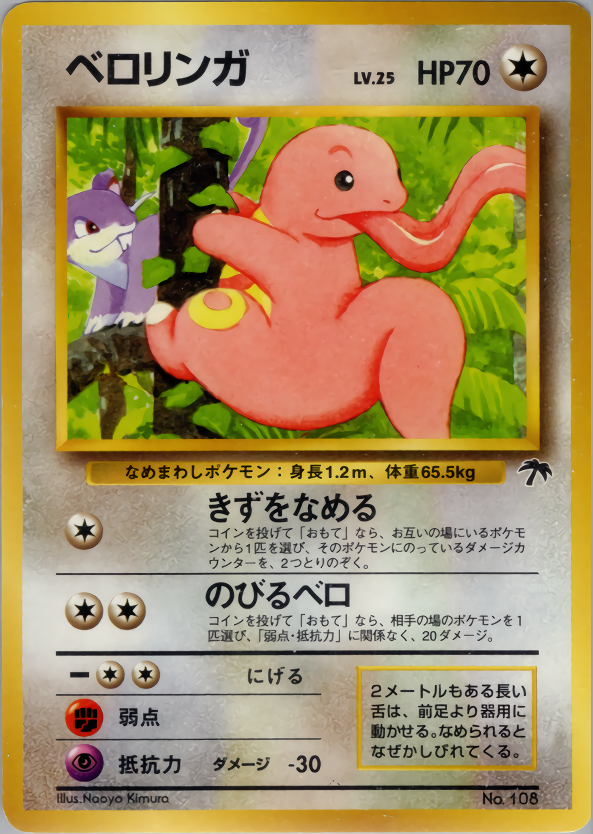 ベロリンガ LV.25 HP70
なめまわしポケモン：身長1.2m、体重65.5kg
きずをなめる
コインを投げて「おもて」なら、お互いの場にいるポケモ
ンから1匹を選び、そのポケモンにのっているダメージカ
ウンターを、2つとりのぞく。
のびるベロ
コインを投げて「おもて」なら、相手の場のポケモンを1
匹選び、「弱点・抵抗力」に関係なく、20ダメージ。
にげる
弱点
抵抗力 ダメージ -30
2メートルもある長い
舌は、前足より器用に
動かせる。なめられると
なぜかしびれてくる。
Illus.Naoyo Kimura No. 108